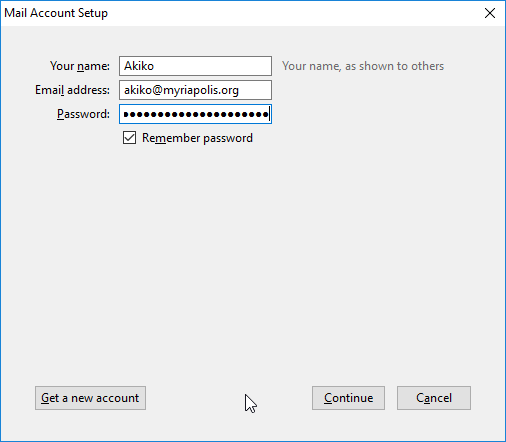 Mail Account Setup
Your name: Akiko Your name, as shown to others
Email address: akiko@myriapolis.org
Password: ●●●●●●●●●●●●●●●●●●●●●
Remember password
Get a new account Continue Cancel